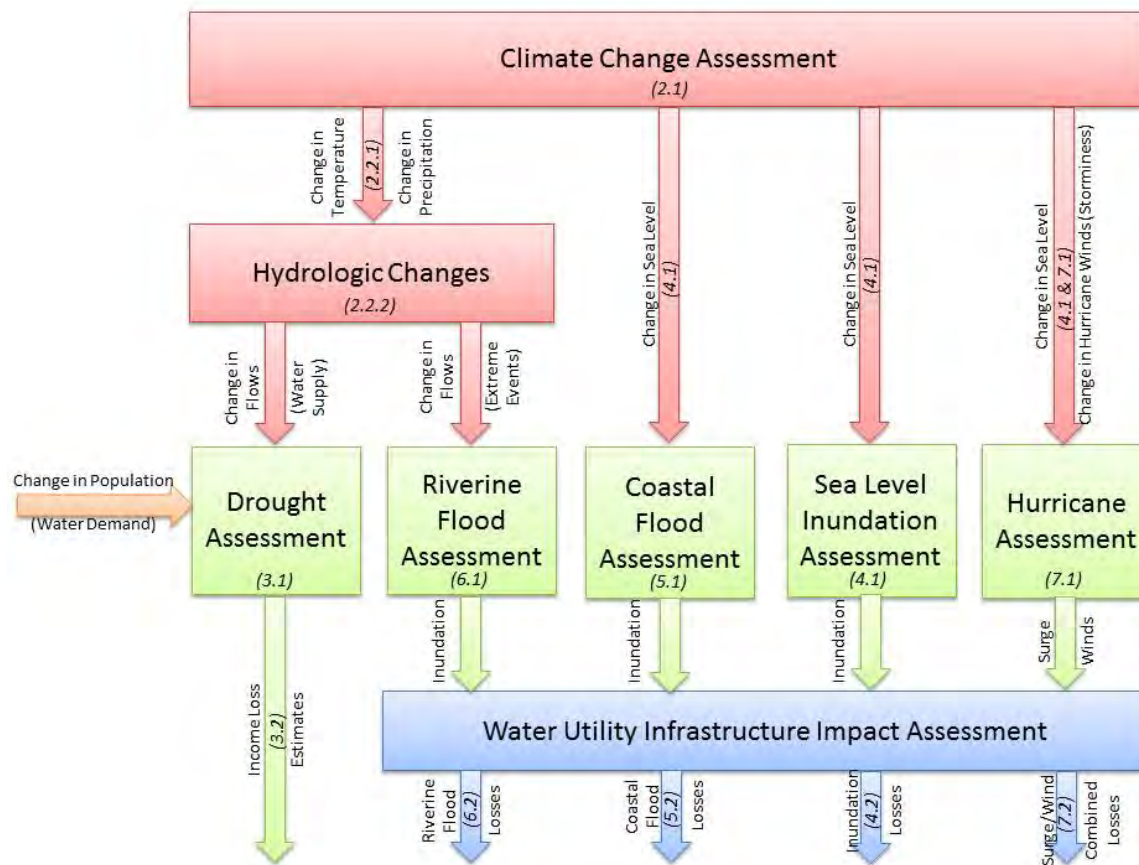 Climate Change Assessment
(2.1)
Change in
Temperature
(2.2.1)
Change in
Precipitation
Change in Sea Level
(4.1)
Change in Sea Level
(4.1)
Change in Sea Level
(4.1 & 7.1)
Change in Hurricane Winds (Storminess)
Hydrologic Changes
(2.2.2)
Change in
Flows
(Water
Supply)
Change in
Flows
(Extreme
Events)
Change in Population
(Water Demand)
Drought
Assessment
(3.1)
Riverine
Flood
Assessment
(6.1)
Coastal
Flood
Assessment
(5.1)
Sea Level
Inundation
Assessment
(4.1)
Hurricane
Assessment
(7.1)
Income Loss
(3.2)
Estimates
Inundation
Inundation
Inundation
Surge
Winds
Water Utility Infrastructure Impact Assessment
Riverine
Flood
(6.2)
Losses
Coastal
Flood
(5.2)
Losses
Inundation
(4.2)
Losses
Surge/Wind
(7.2)
Combined
Losses